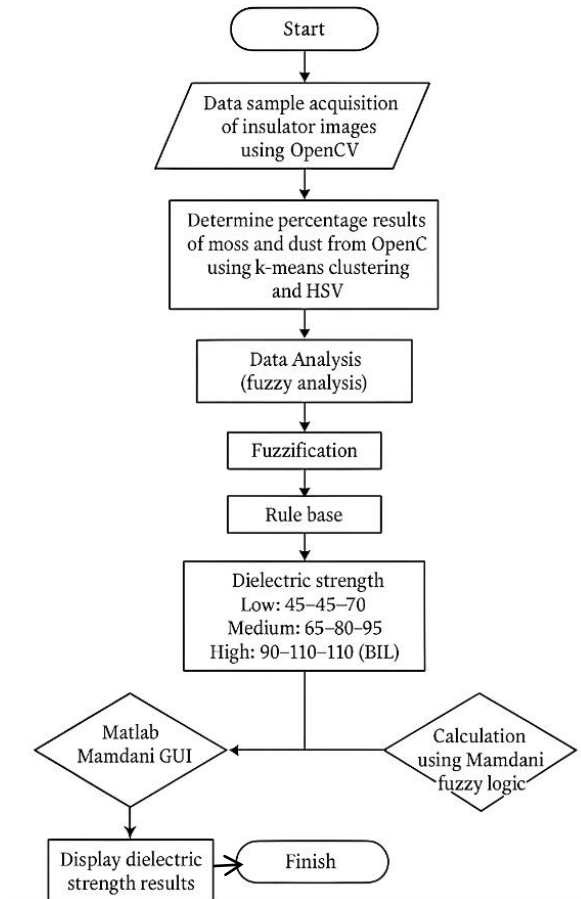 Start
Data sample acquisition
of insulator images
using OpenCV
Determine percentage results
of moss and dust from OpenC
using k-means clustering
and HSV
Data Analysis
(fuzzy analysis)
Fuzzification
Rule base
Dielectric strength
Low: 45–45–70
Medium: 65–80–95
High: 90–110–110 (BIL)
Matlab
Mamdani GUI
Calculation
using Mamdani
fuzzy logic
Display dielectric
strength results
Finish